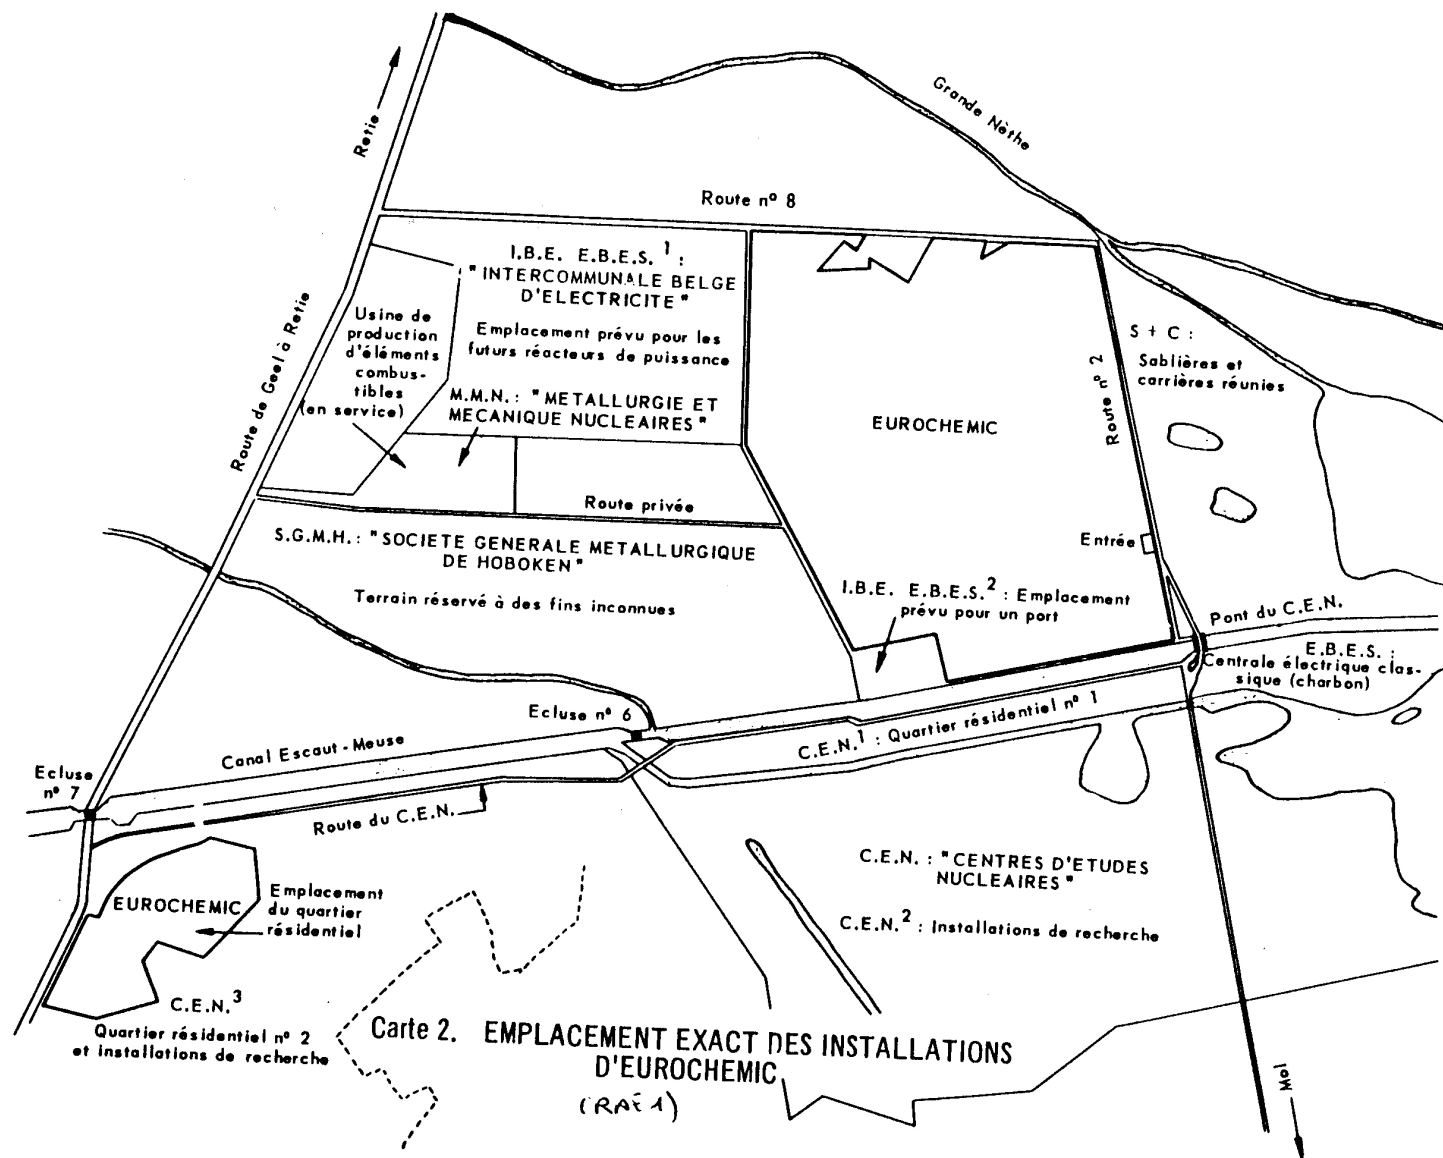 Grande Nèthe
Retie
Route nº 8
I.B.E. E.B.E.S. 1 :
"INTERCOMMUNALE BELGE
D'ELECTRICITE"
Emplacement prévu pour les
futurs réacteurs de puissance
Usine de
production
d'éléments
combus-
tibles
(en service)
M.M.N. : "METALLURGIE ET
MECANIQUE NUCLEAIRES"
Route de Geel à Retie
EUROCHEMIC
Route nº 2
S + C :
Sablières et
carrières réunies
Route privée
Entrée
S.G.M.H. : "SOCIETE GENERALE METALLURGIQUE
DE HOBOKEN"
Terrain réservé à des fins inconnues
I.B.E. E.B.E.S.2 : Emplacement
prévu pour un port
Pont du C.E.N.
E.B.E.S. :
Centrale électrique clas-
sique (charbon)
Ecluse nº 6
C.E.N.1 : Quartier résidentiel nº 1
Canal Escaut-Meuse
Ecluse
nº 7
Route du C.E.N.
C.E.N. : "CENTRES D'ETUDES
NUCLEAIRES"
C.E.N.2 : Installations de recherche
EUROCHEMIC
Emplacement
du quartier
résidentiel
C.E.N.3
Quartier résidentiel nº 2
et installations de recherche
Carte 2. EMPLACEMENT EXACT DES INSTALLATIONS
D'EUROCHEMIC
(RAE 1)
Mol